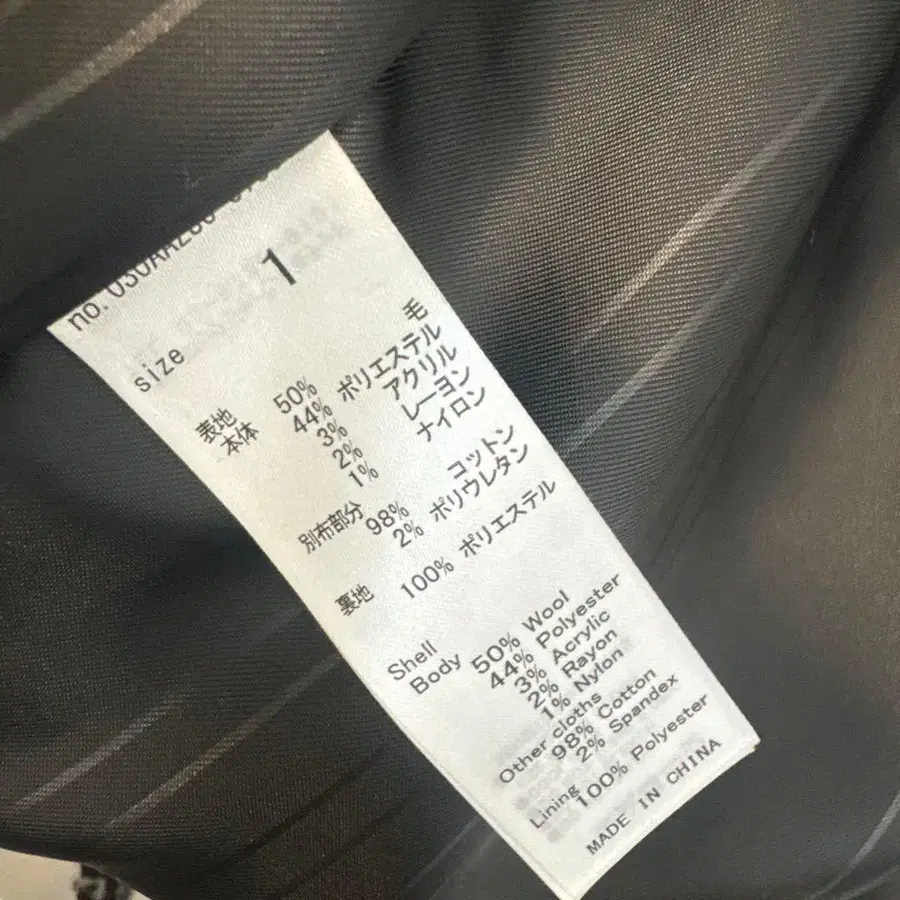 no.
size 1
表地
本体 50% 毛
44% ポリエステル
3% アクリル
2% レーヨン
1% ナイロン
別布部分 98% コットン
2% ポリウレタン
裏地 100% ポリエステル
Shell
Body 50% Wool
44% Polyester
3% Acrylic
2% Rayon
1% Nylon
Other cloths
98% Cotton
2% Spandex
Lining
100% Polyester
MADE IN CHINA